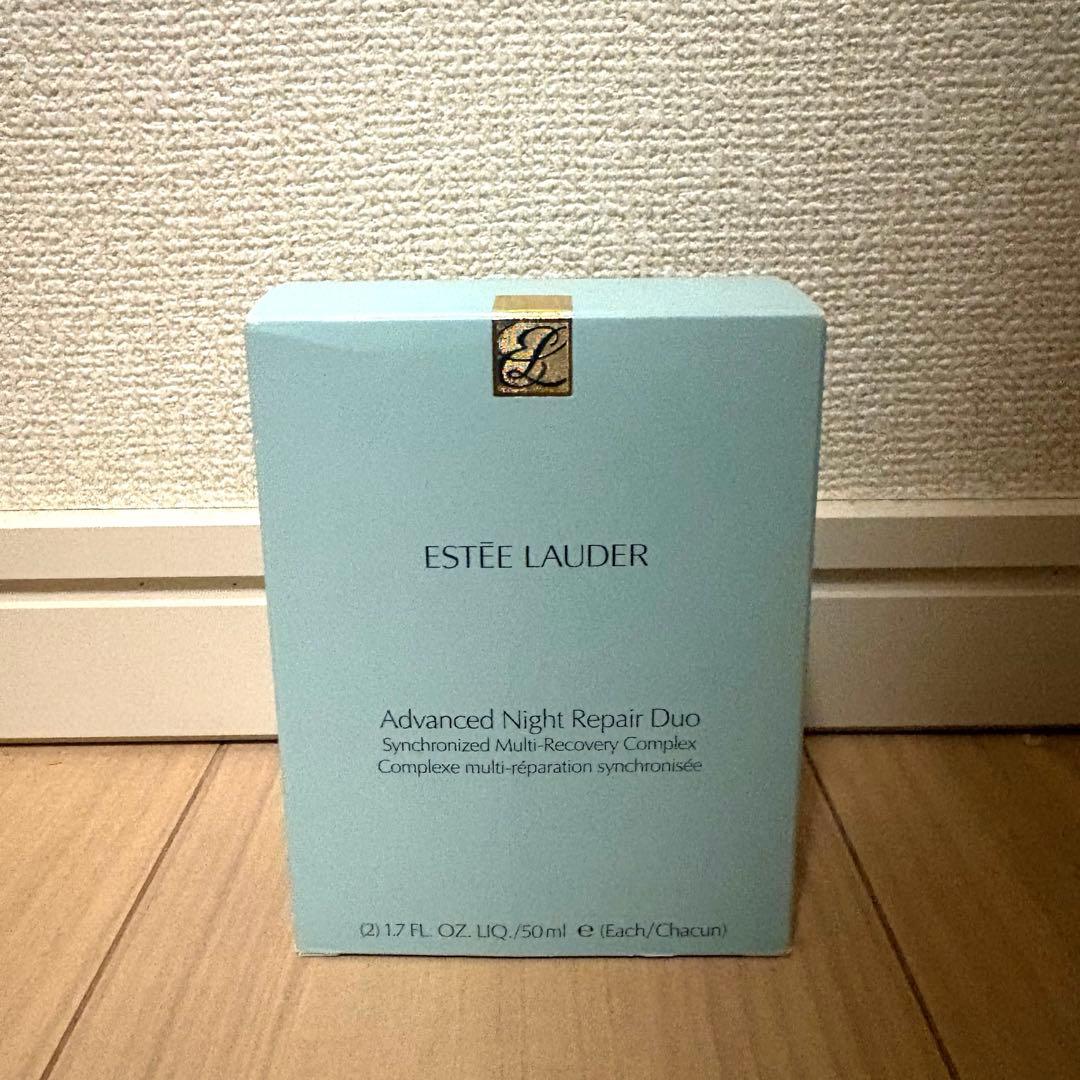 EL
ESTĒE LAUDER
Advanced Night Repair Duo
Synchronized Multi-Recovery Complex
Complexe multi-réparation synchronisée
(2) 1.7 FL. OZ. LIQ./50 ml ℮ (Each/Chacun)